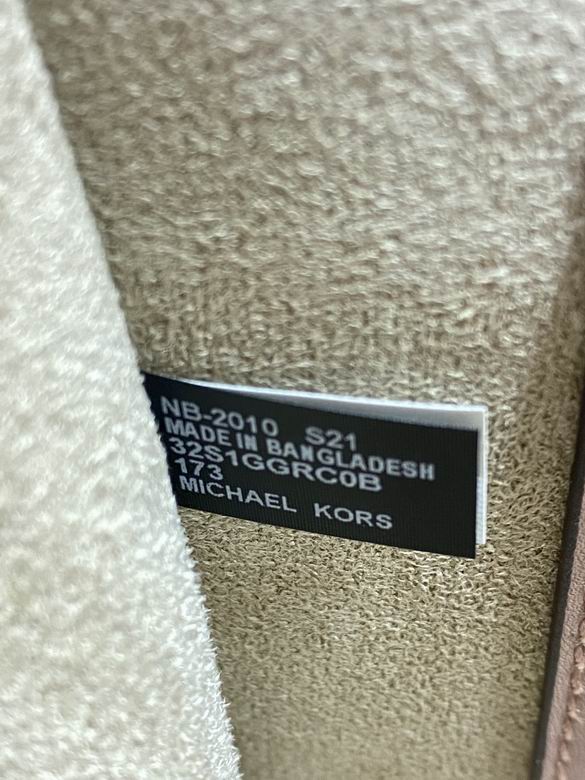 NB-2010 S21
MADE IN BANGLADESH
32S1GGRC0B
173
MICHAEL KORS